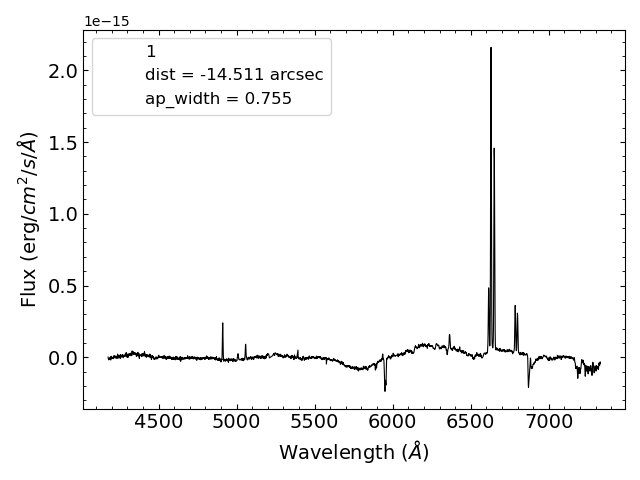 1e−15
1
dist = -14.511 arcsec
ap_width = 0.755
2.0
1.5
1.0
0.5
0.0
Flux (erg/cm²/s/Å)
4500 5000 5500 6000 6500 7000
Wavelength (Å)